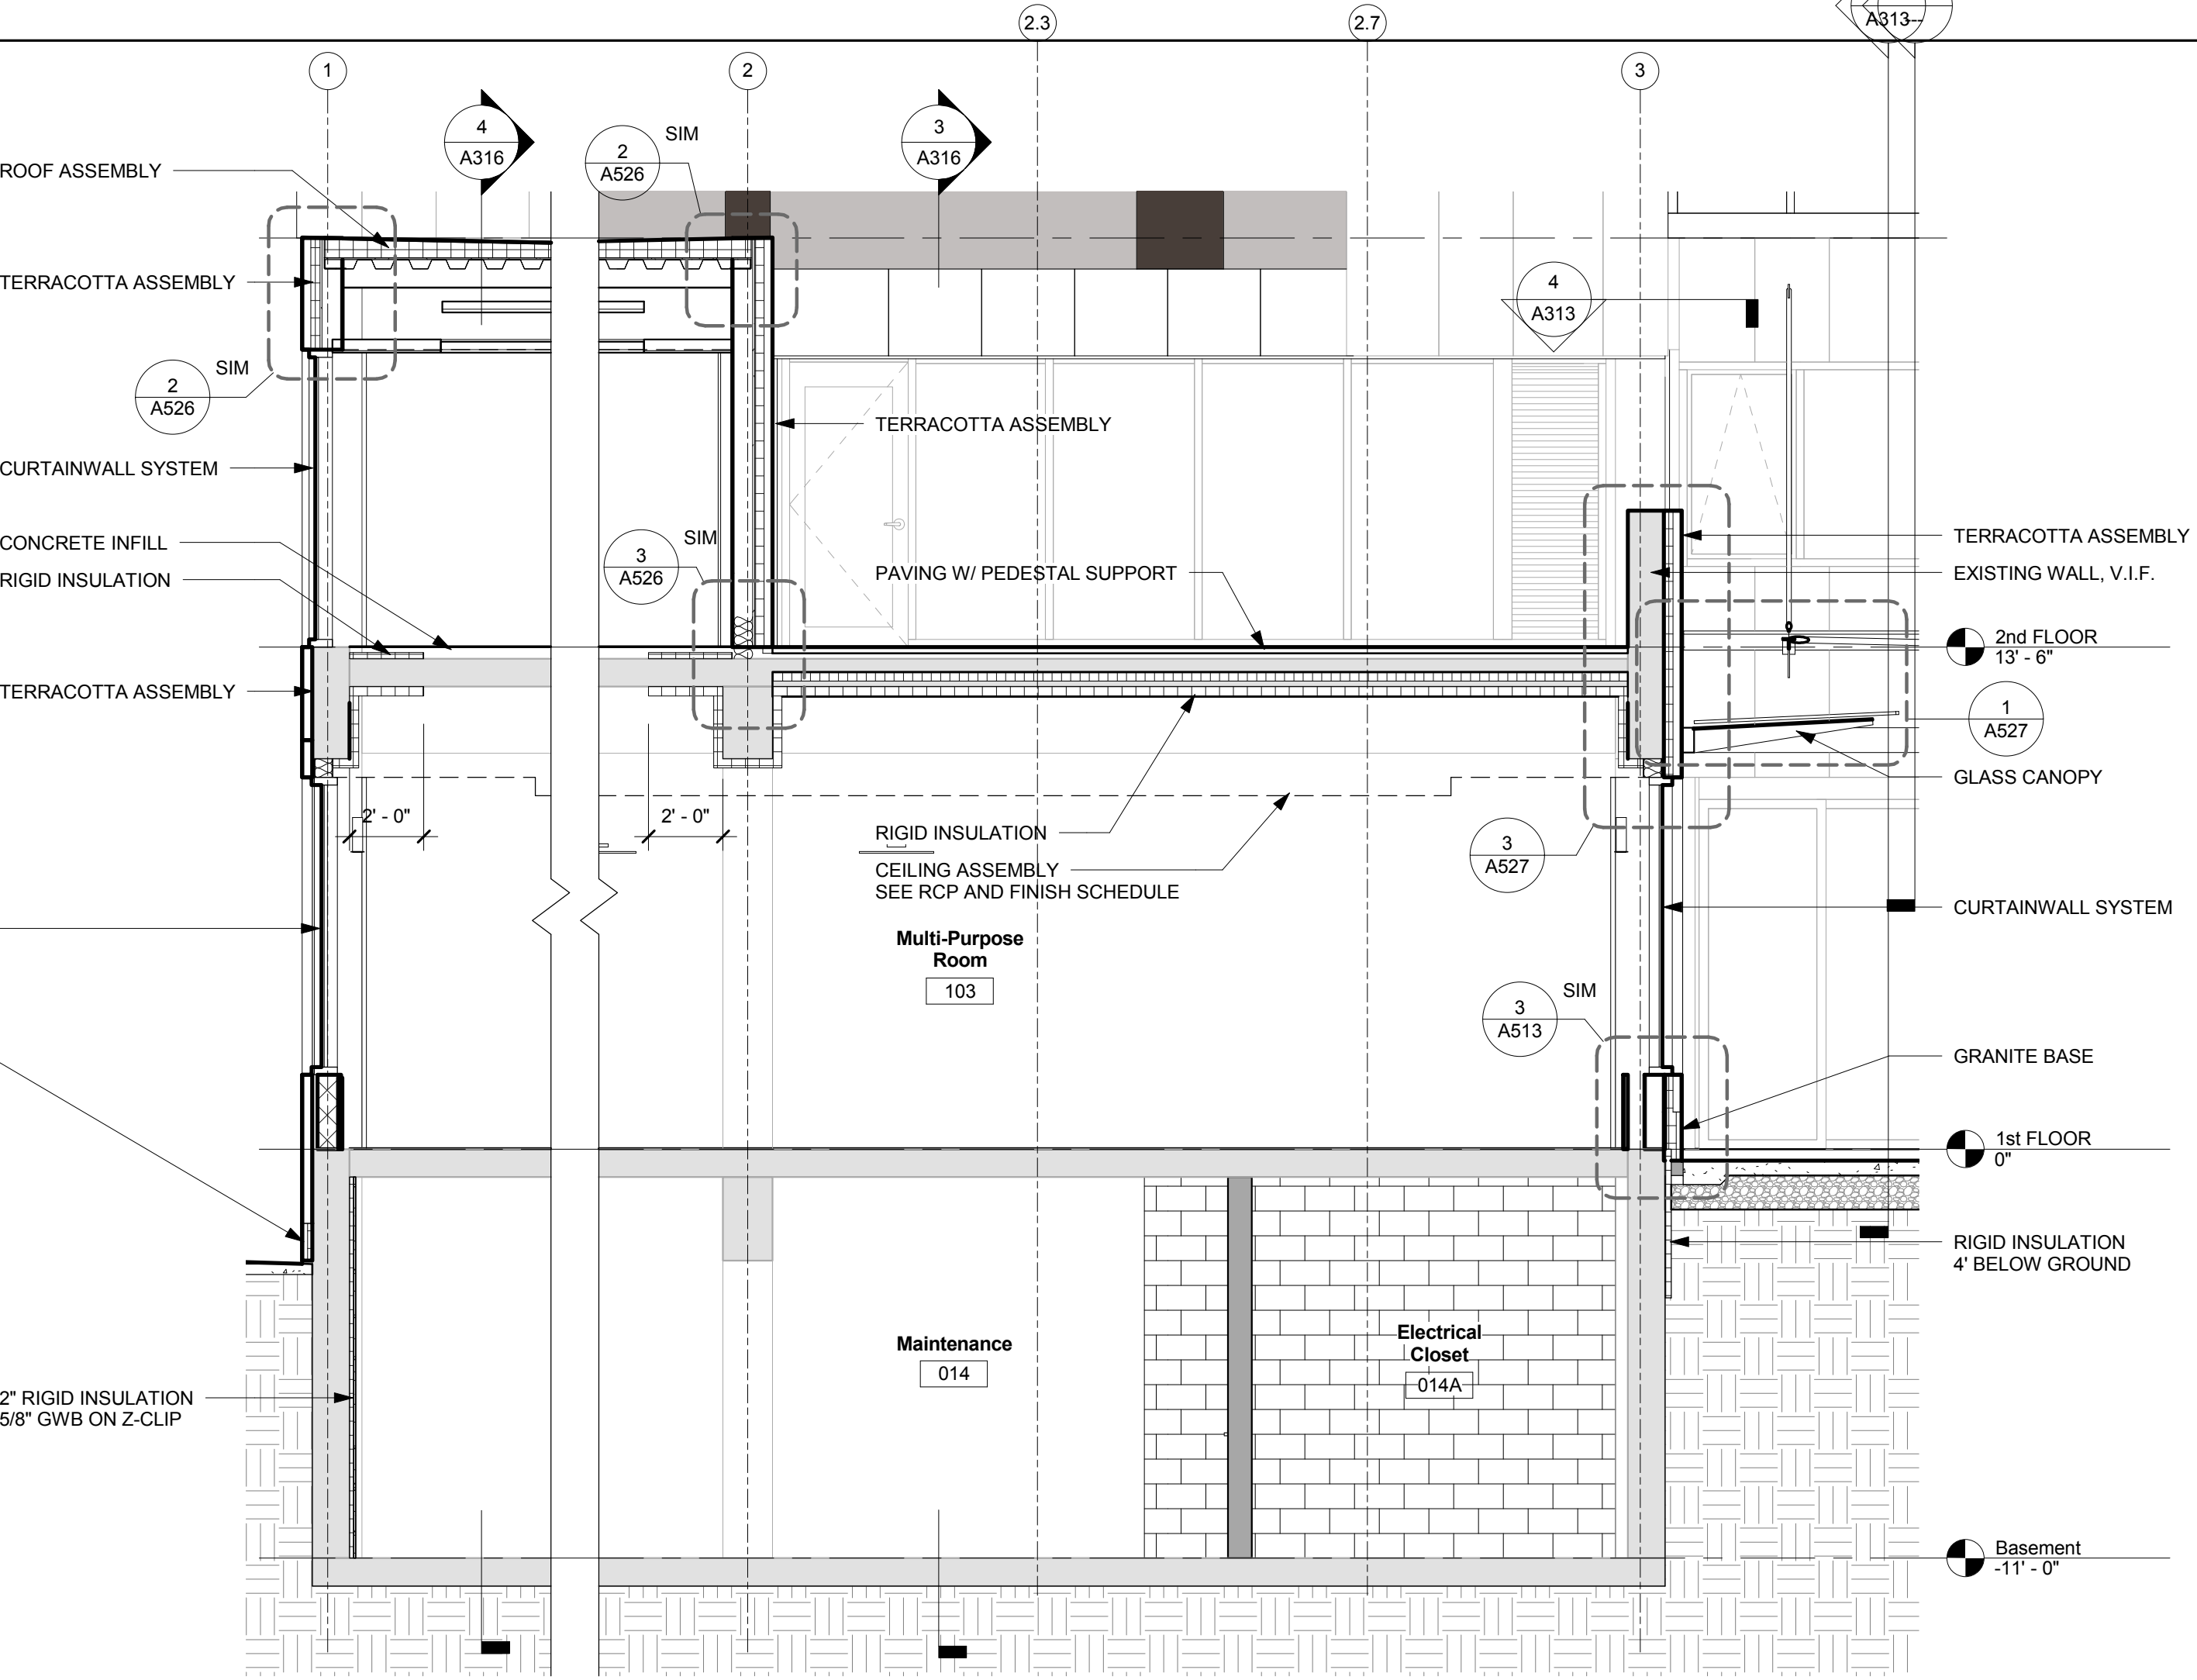 2.3
2.7
A313
---
1
2
3
4
A316
2
A526
SIM
3
A316
ROOF ASSEMBLY
TERRACOTTA ASSEMBLY
4
A313
2
A526
SIM
TERRACOTTA ASSEMBLY
CURTAINWALL SYSTEM
CONCRETE INFILL
RIGID INSULATION
3
A526
SIM
PAVING W/ PEDESTAL SUPPORT
TERRACOTTA ASSEMBLY
EXISTING WALL, V.I.F.
2nd FLOOR
13' - 6"
TERRACOTTA ASSEMBLY
1
A527
GLASS CANOPY
2' - 0"
2' - 0"
RIGID INSULATION
CEILING ASSEMBLY
SEE RCP AND FINISH SCHEDULE
3
A527
CURTAINWALL SYSTEM
Multi-Purpose
Room
103
3
A513
SIM
GRANITE BASE
1st FLOOR
0"
RIGID INSULATION
4' BELOW GROUND
Maintenance
014
Electrical
Closet
014A
2" RIGID INSULATION
5/8" GWB ON Z-CLIP
Basement
-11' - 0"